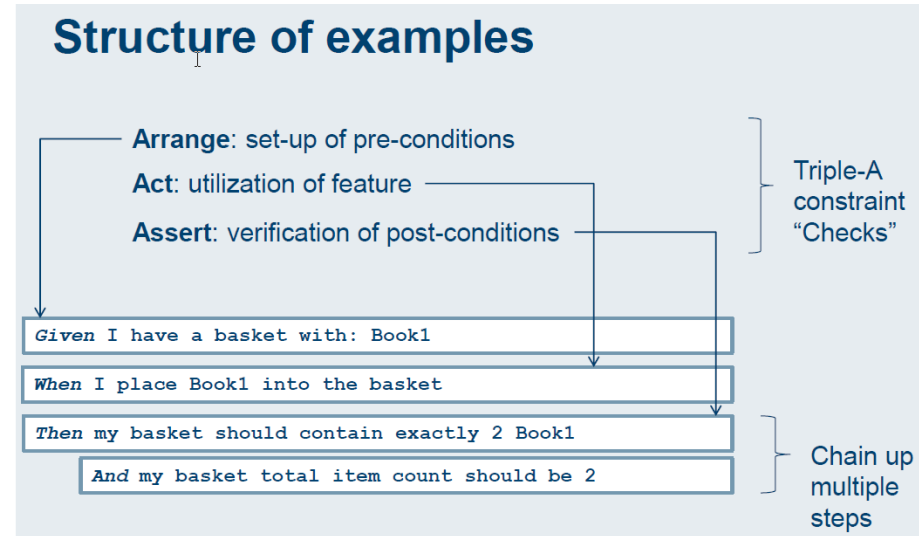 Structure of examples
Arrange: set-up of pre-conditions
Act: utilization of feature
Assert: verification of post-conditions
Triple-A
constraint
“Checks”
Given I have a basket with: Book1
When I place Book1 into the basket
Then my basket should contain exactly 2 Book1
And my basket total item count should be 2
Chain up
multiple
steps